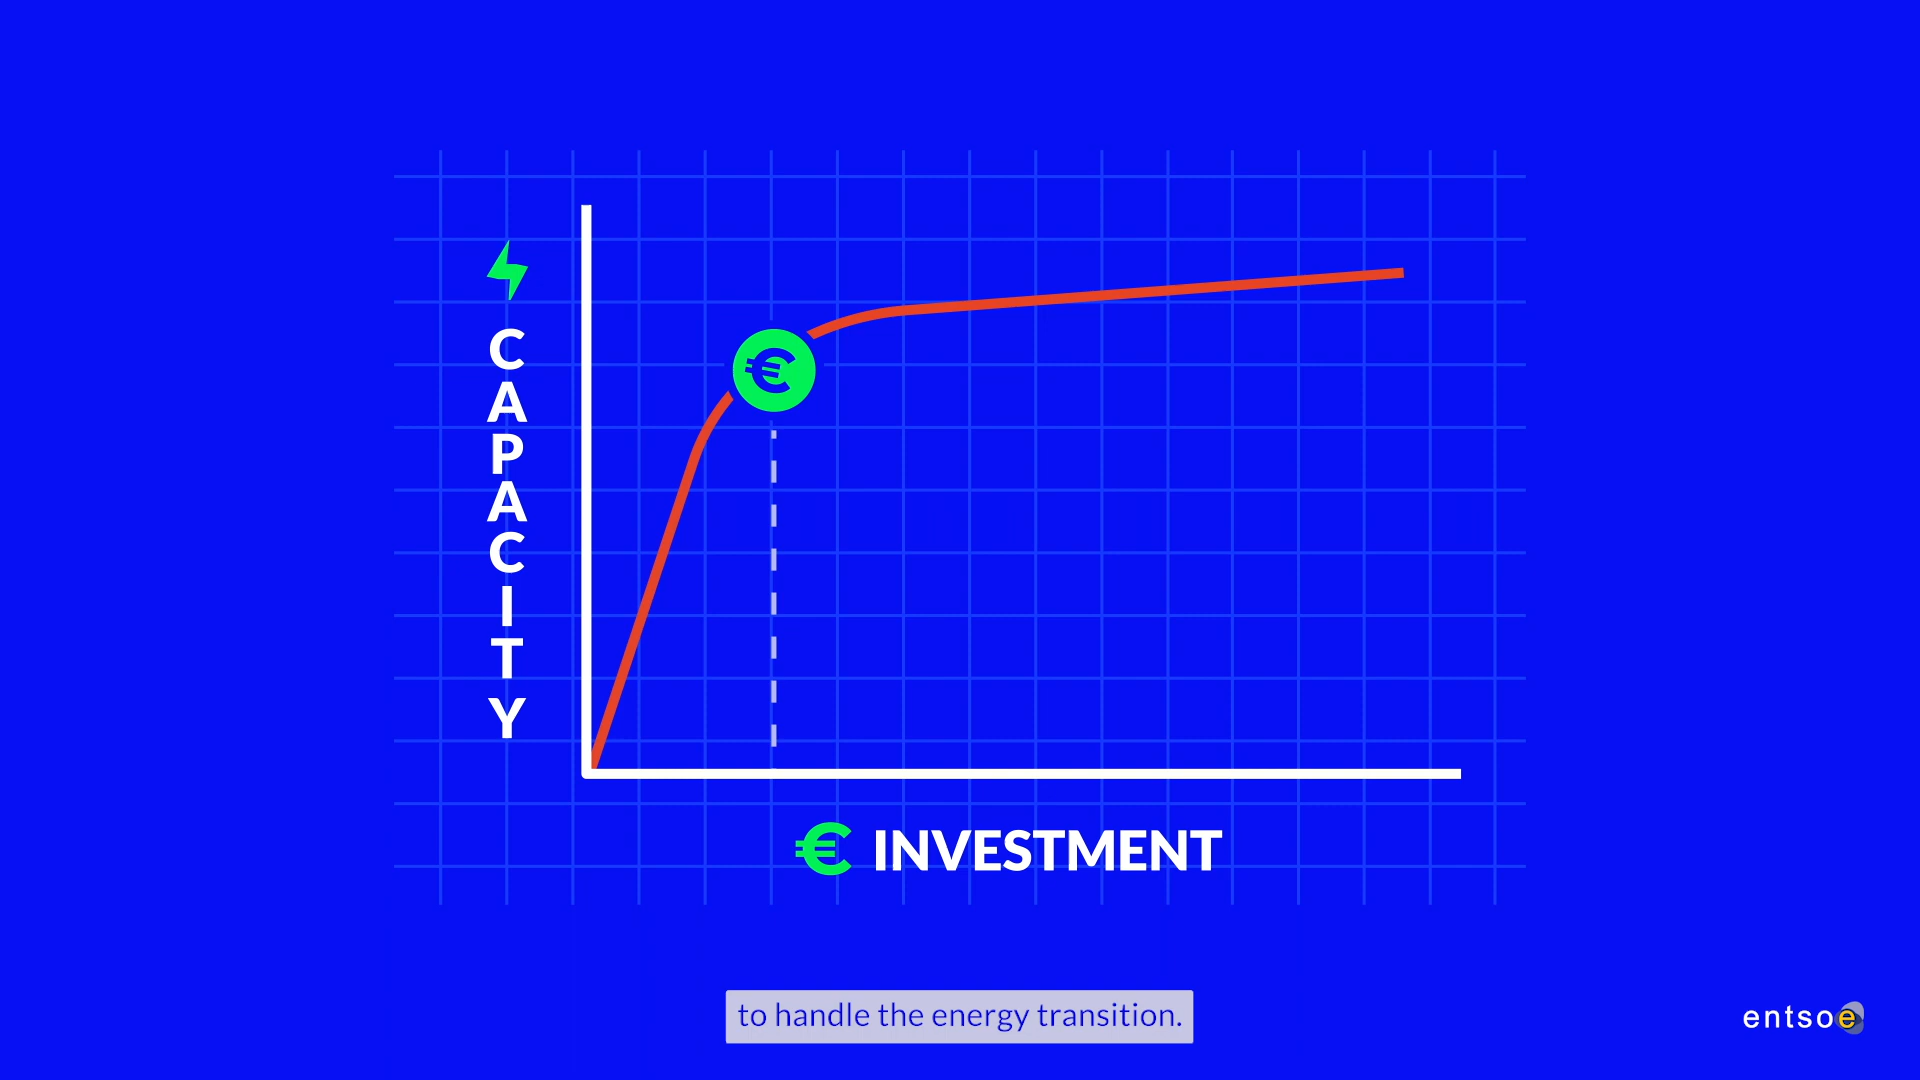 CAPACITY
€
€ INVESTMENT
to handle the energy transition.
entsoe